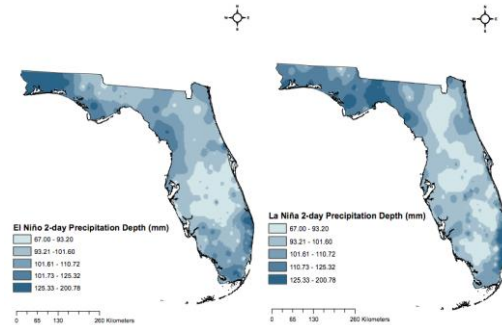 N
W
E
S
N
W
E
S
El Niño 2-day Precipitation Depth (mm)
67.00 - 93.20
93.21 -101.60
101.61 - 110.72
101.73 - 125.32
125.33 - 200.78
0 65 130 260 Kilometers
La Niña 2-day Precipitation Depth (mm)
67.00 - 93.20
93.21 - 101.60
101.61 - 110.72
110.73 - 125.32
125.33 - 200.78
0 65 130 260 Kilometers